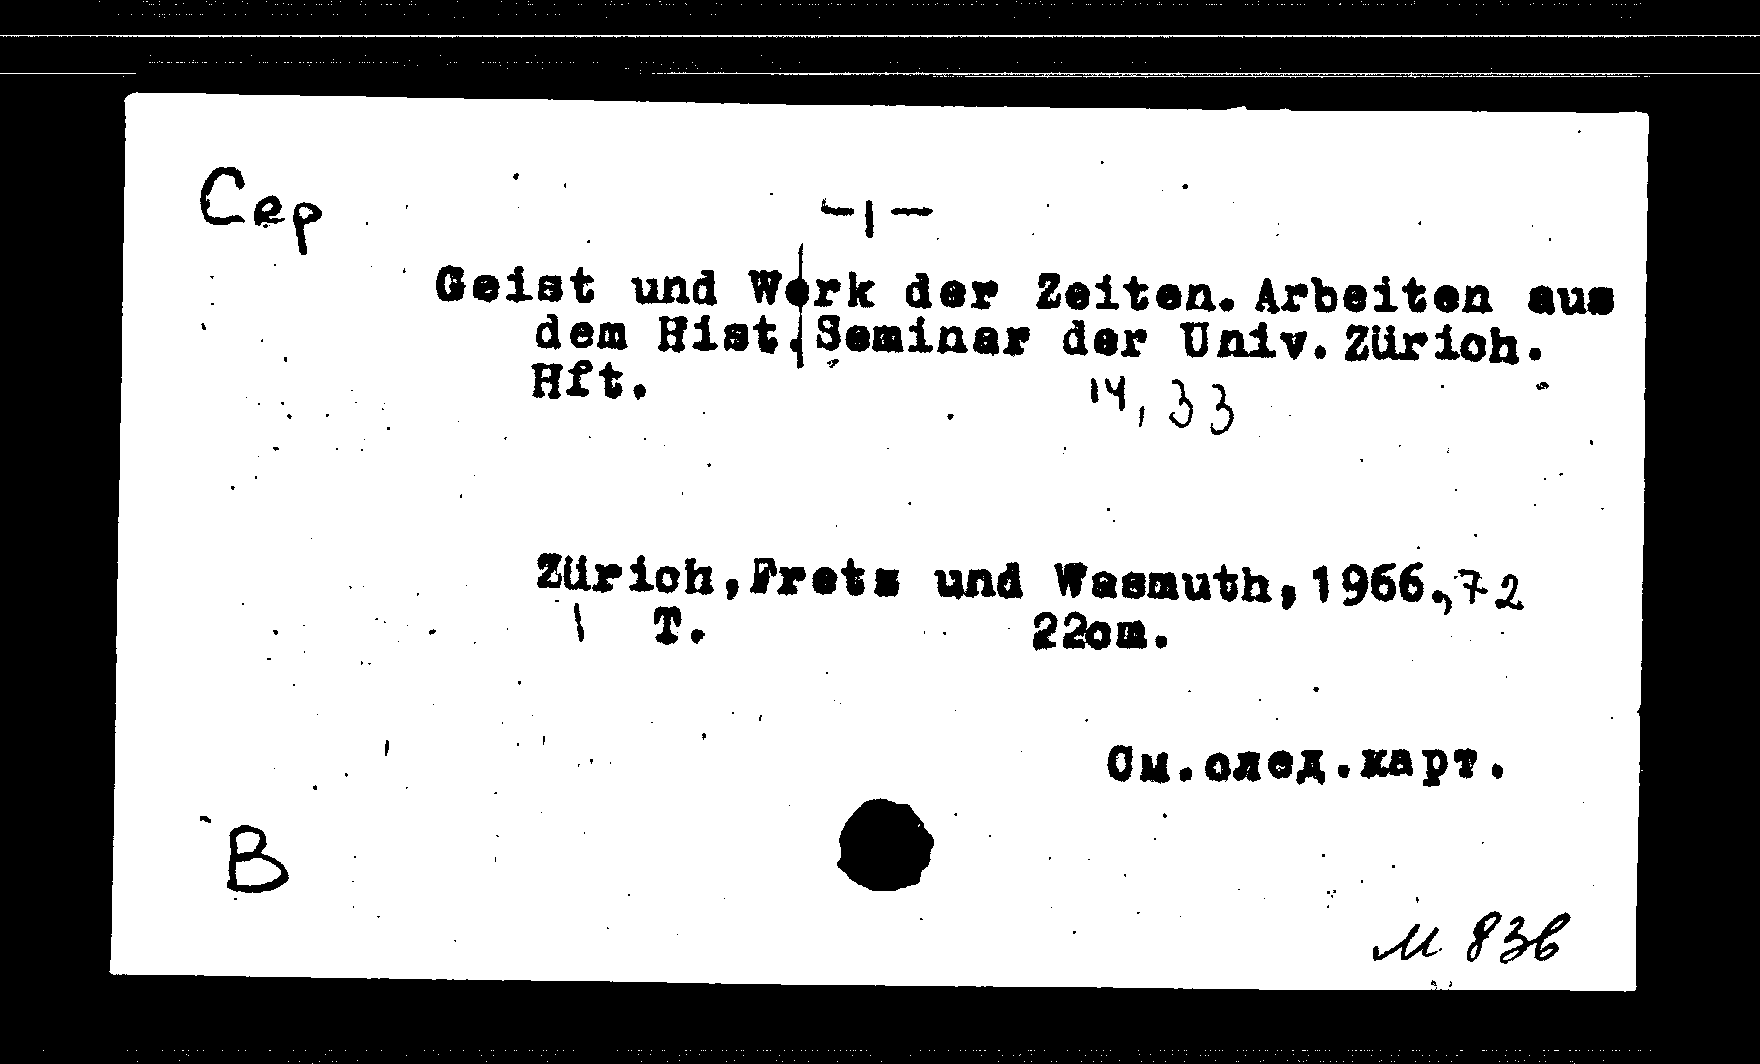 Сер
-1-
Geist und Werk der Zeiten. Arbeiten aus
dem Hist. Seminar der Univ. Zürich.
Hft. 14, 33
Zürich, Fretz und Wasmuth, 1966., 72
1 T. 22cm.
См.след.карт.
В
М 83в